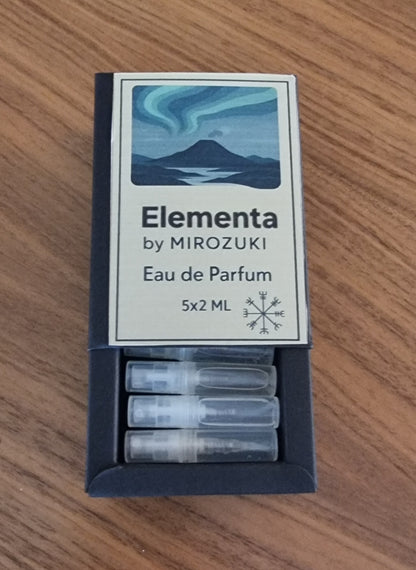 Elementa
by MIROZUKI
Eau de Parfum
5x2 ML